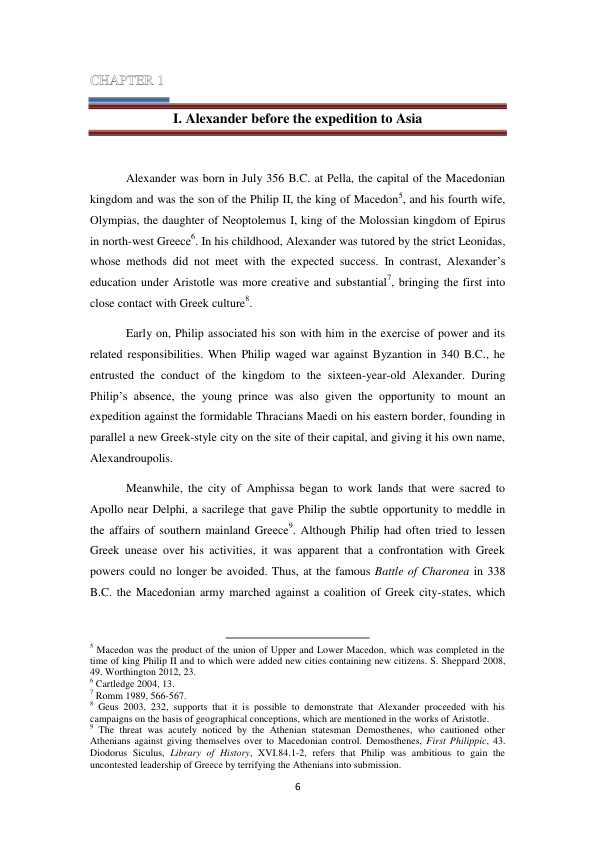 CHAPTER 1
I. Alexander before the expedition to Asia
Alexander was born in July 356 B.C. at Pella, the capital of the Macedonian
kingdom and was the son of the Philip II, the king of Macedon5, and his fourth wife,
Olympias, the daughter of Neoptolemus I, king of the Molossian kingdom of Epirus
in north-west Greece6. In his childhood, Alexander was tutored by the strict Leonidas,
whose methods did not meet with the expected success. In contrast, Alexander’s
education under Aristotle was more creative and substantial7, bringing the first into
close contact with Greek culture8.
Early on, Philip associated his son with him in the exercise of power and its
related responsibilities. When Philip waged war against Byzantion in 340 B.C., he
entrusted the conduct of the kingdom to the sixteen-year-old Alexander. During
Philip’s absence, the young prince was also given the opportunity to mount an
expedition against the formidable Thracians Maedi on his eastern border, founding in
parallel a new Greek-style city on the site of their capital, and giving it his own name,
Alexandroupolis.
Meanwhile, the city of Amphissa began to work lands that were sacred to
Apollo near Delphi, a sacrilege that gave Philip the subtle opportunity to meddle in
the affairs of southern mainland Greece9. Although Philip had often tried to lessen
Greek unease over his activities, it was apparent that a confrontation with Greek
powers could no longer be avoided. Thus, at the famous Battle of Charonea in 338
B.C. the Macedonian army marched against a coalition of Greek city-states, which
5 Macedon was the product of the union of Upper and Lower Macedon, which was completed in the
time of king Philip II and to which were added new cities containing new citizens. S. Sheppard 2008,
49. Worthington 2012, 23.
6 Cartledge 2004, 13.
7 Romm 1989, 566-567.
8 Geus 2003, 232, supports that it is possible to demonstrate that Alexander proceeded with his
campaigns on the basis of geographical conceptions, which are mentioned in the works of Aristotle.
9 The threat was acutely noticed by the Athenian statesman Demosthenes, who cautioned other
Athenians against giving themselves over to Macedonian control. Demosthenes, First Philippic, 43.
Diodorus Siculus, Library of History, XVI.84.1-2, refers that Philip was ambitious to gain the
uncontested leadership of Greece by terrifying the Athenians into submission.
6